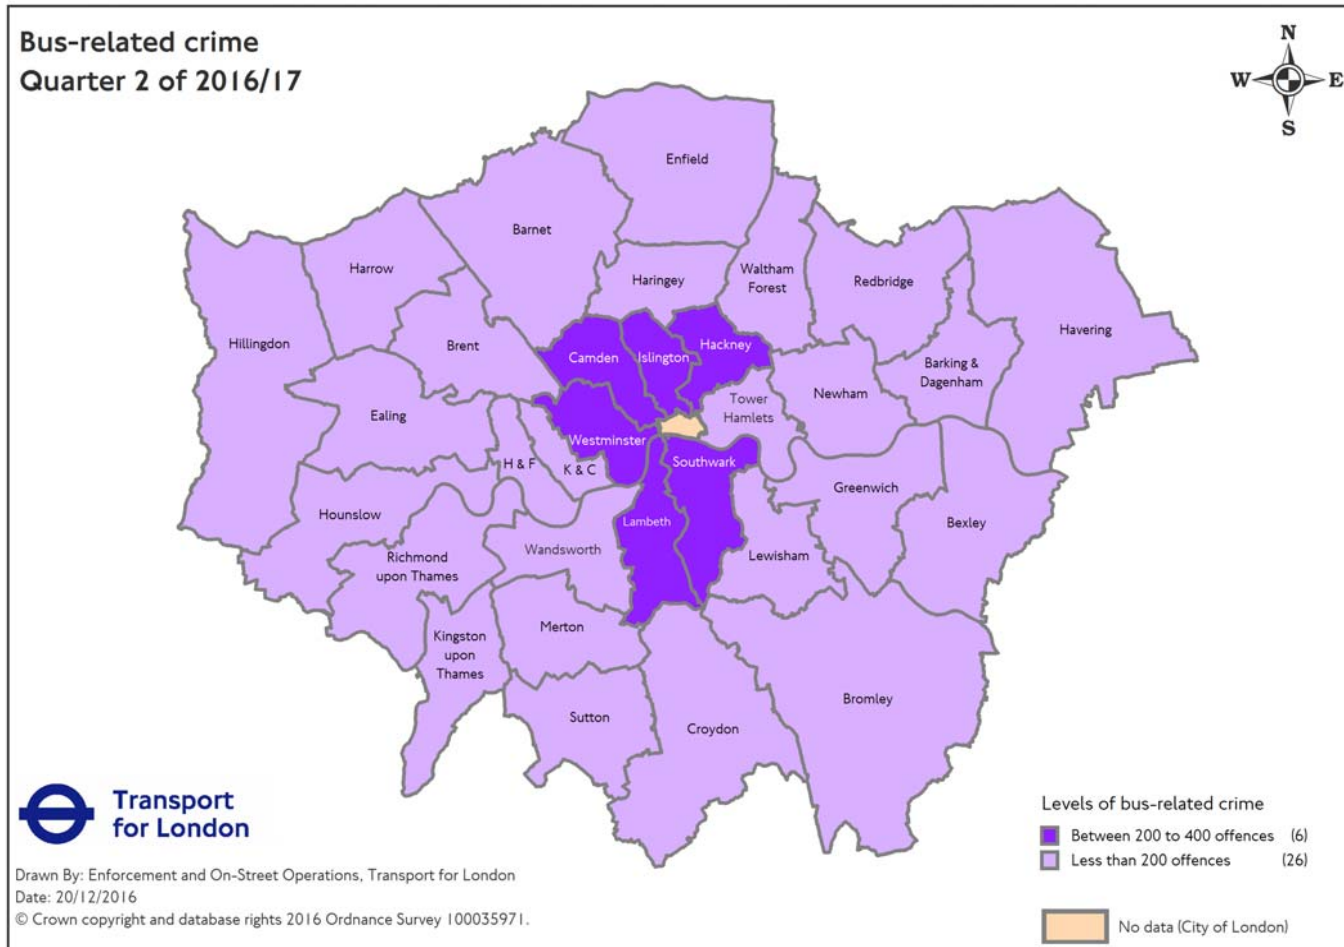 Bus-related crime
Quarter 2 of 2016/17
N
W
E
S
Enfield
Barnet
Harrow
Haringey
Waltham
Forest
Redbridge
Havering
Hillingdon
Brent
Camden
Islington
Hackney
Barking &
Dagenham
Newham
Tower
Hamlets
Ealing
Westminster
Southwark
H & F
K & C
Greenwich
Hounslow
Lambeth
Bexley
Wandsworth
Lewisham
Richmond
upon Thames
Merton
Kingston
upon
Thames
Bromley
Sutton
Croydon
Transport
for London
Levels of bus-related crime
Between 200 to 400 offences (6)
Less than 200 offences (26)
No data (City of London)
Drawn By: Enforcement and On-Street Operations, Transport for London
Date: 20/12/2016
© Crown copyright and database rights 2016 Ordnance Survey 100035971.